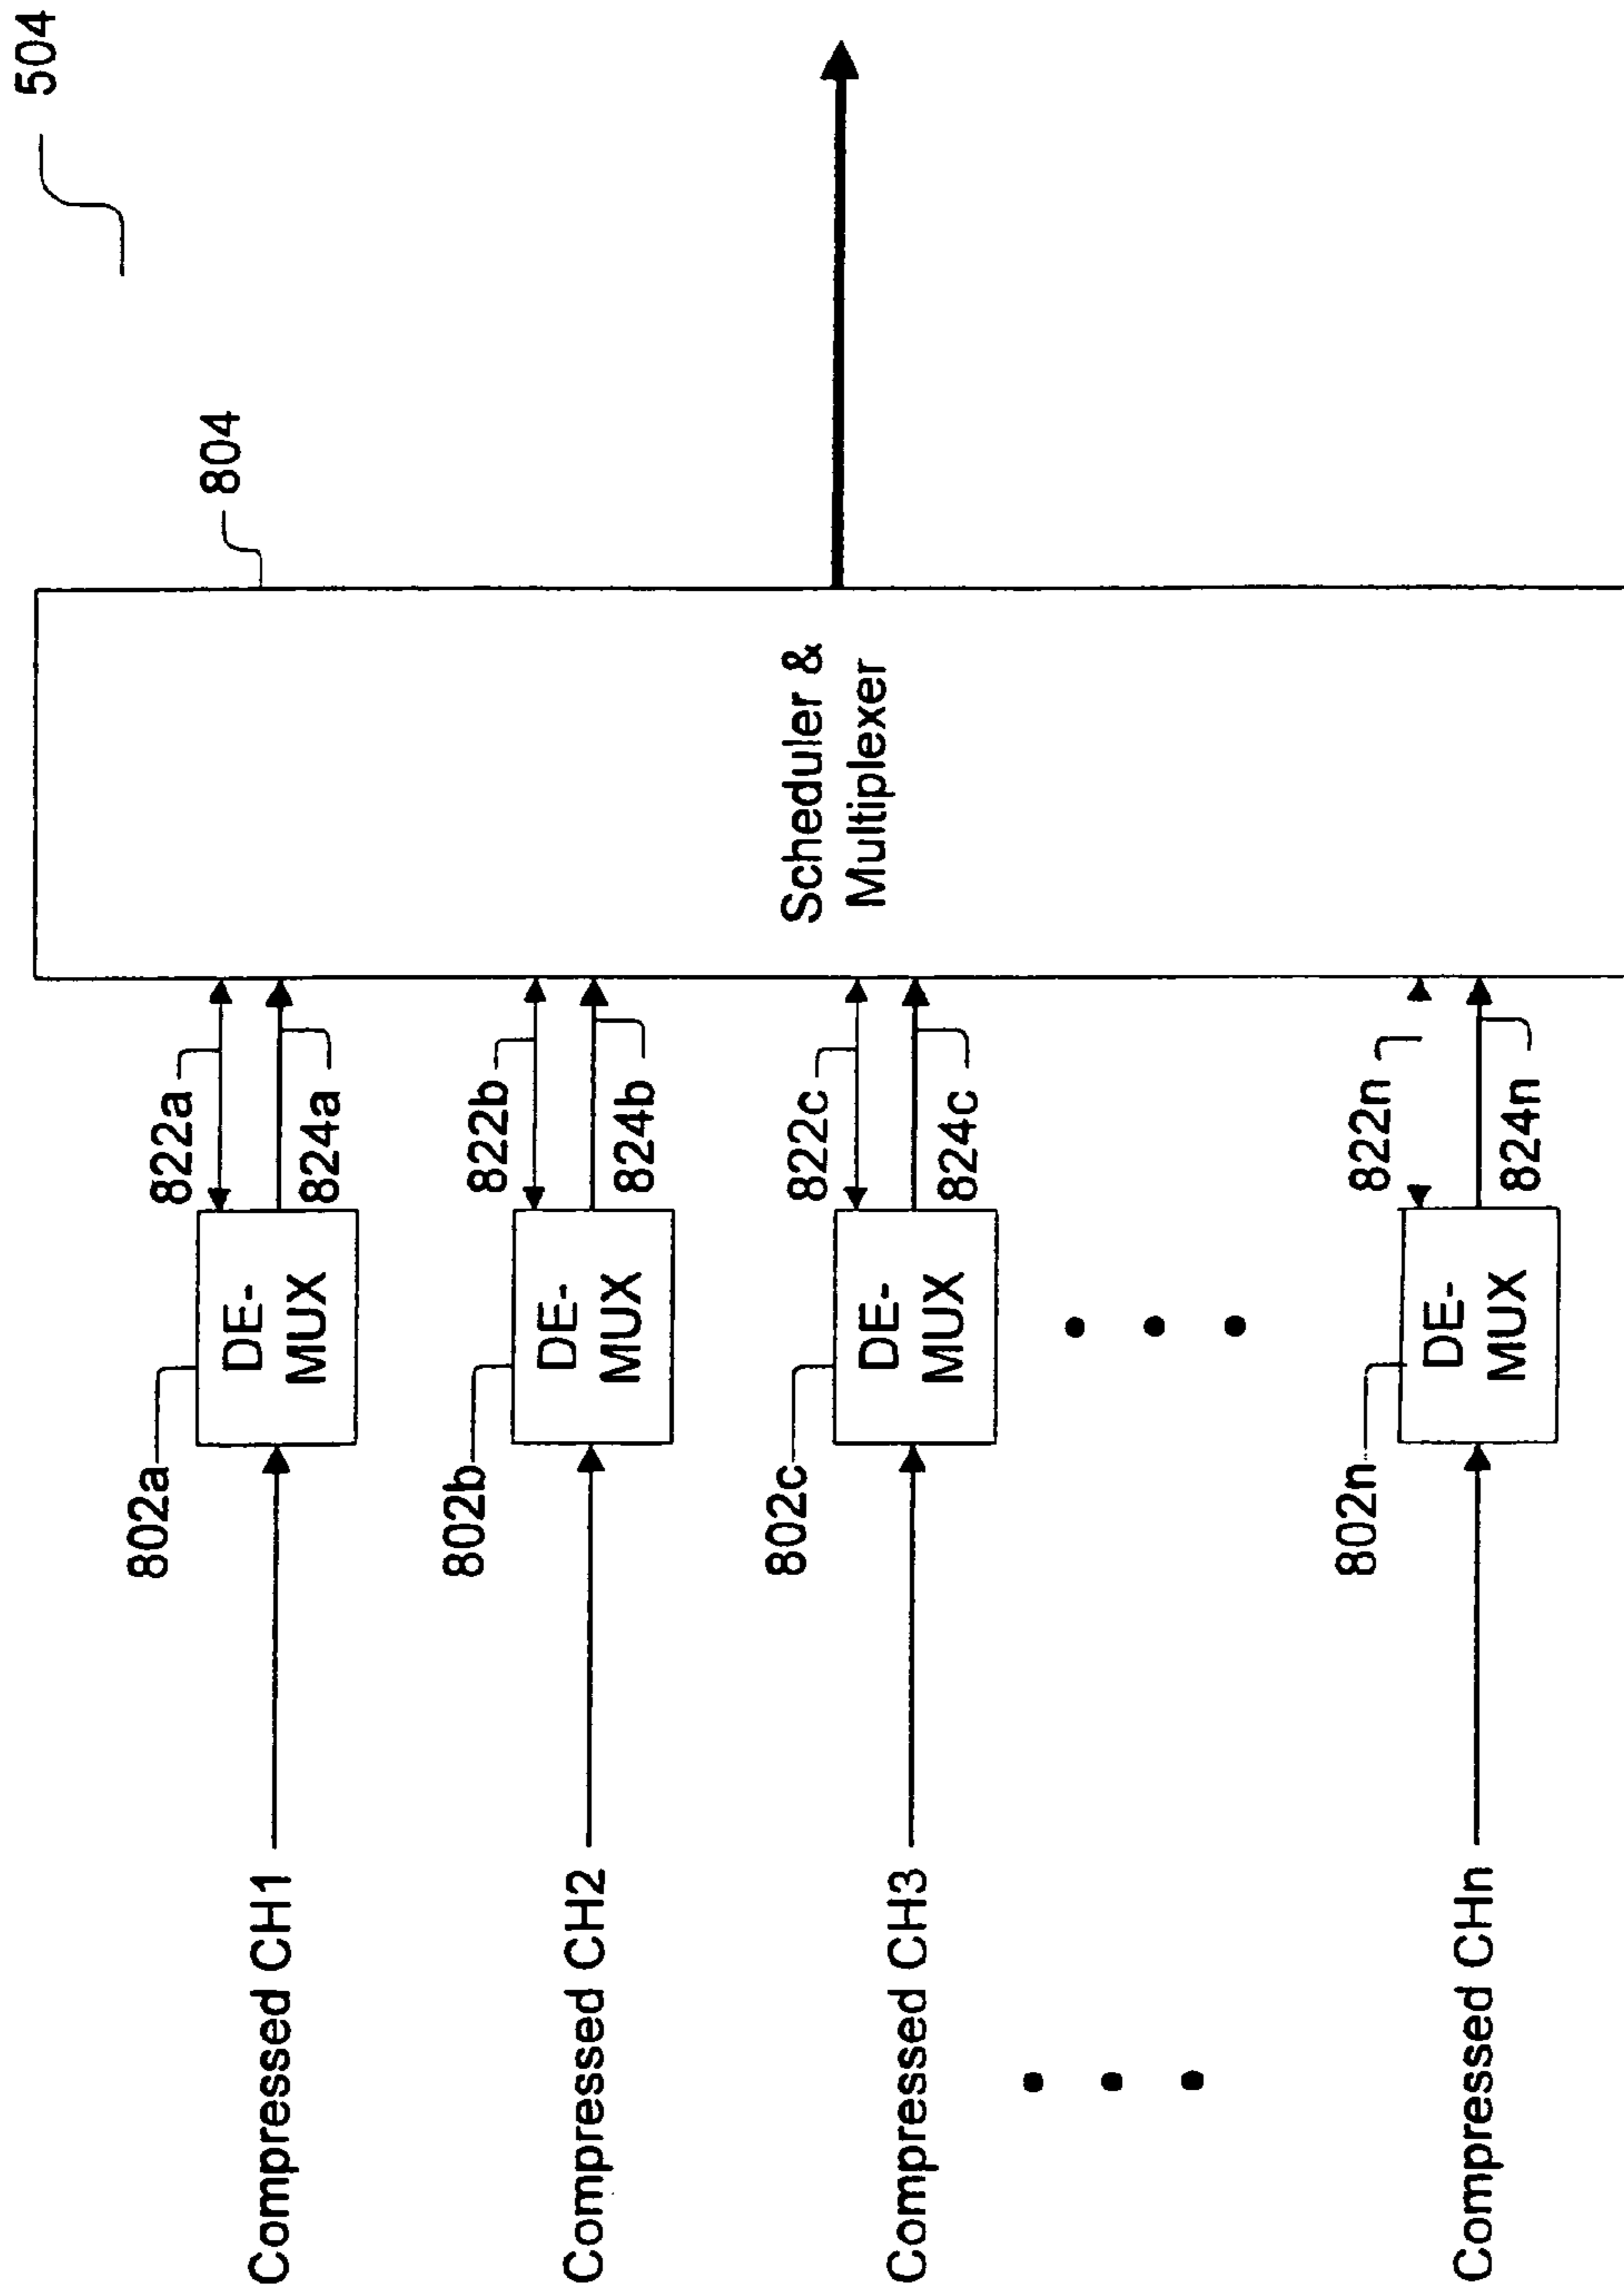 504
804
Scheduler &
Multiplexer
822a
824a
802a
DE-
MUX
Compressed CH1
822b
824b
802b
DE-
MUX
Compressed CH2
822c
824c
802c
DE-
MUX
Compressed CH3
822n
824n
802n
DE-
MUX
Compressed CHn